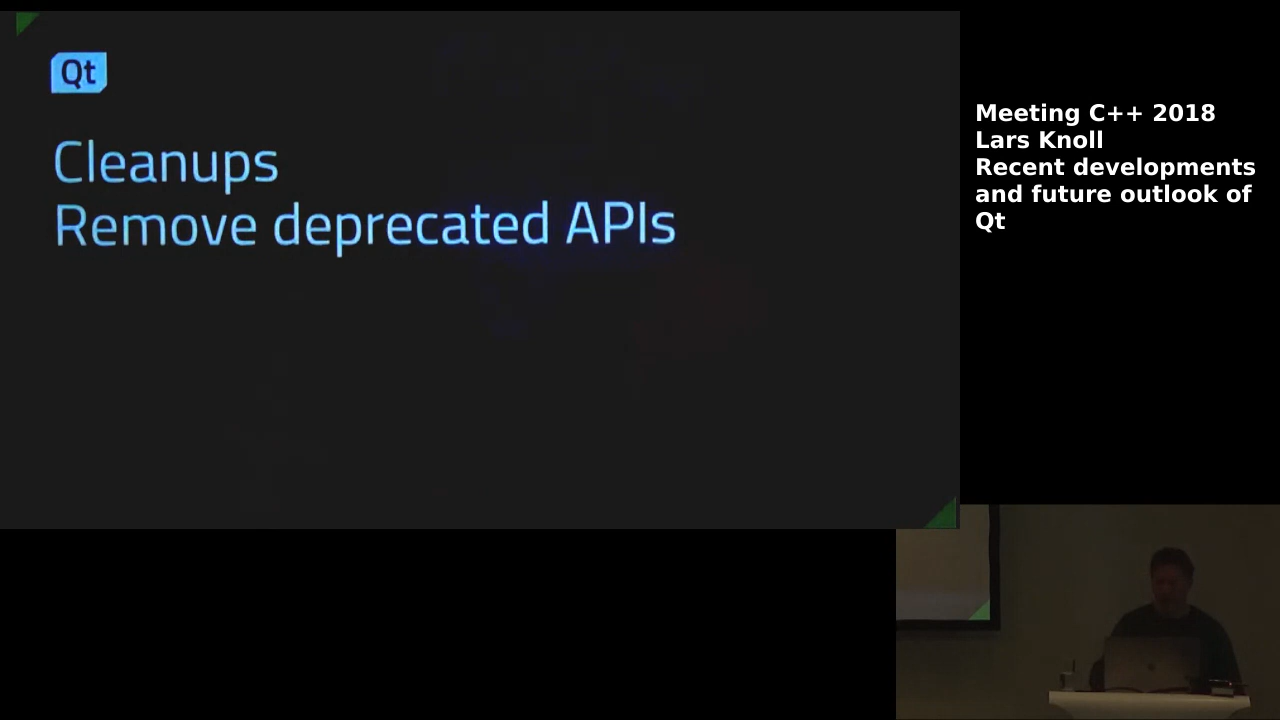 Qt
Cleanups
Remove deprecated APIs
Meeting C++ 2018
Lars Knoll
Recent developments
and future outlook of
Qt